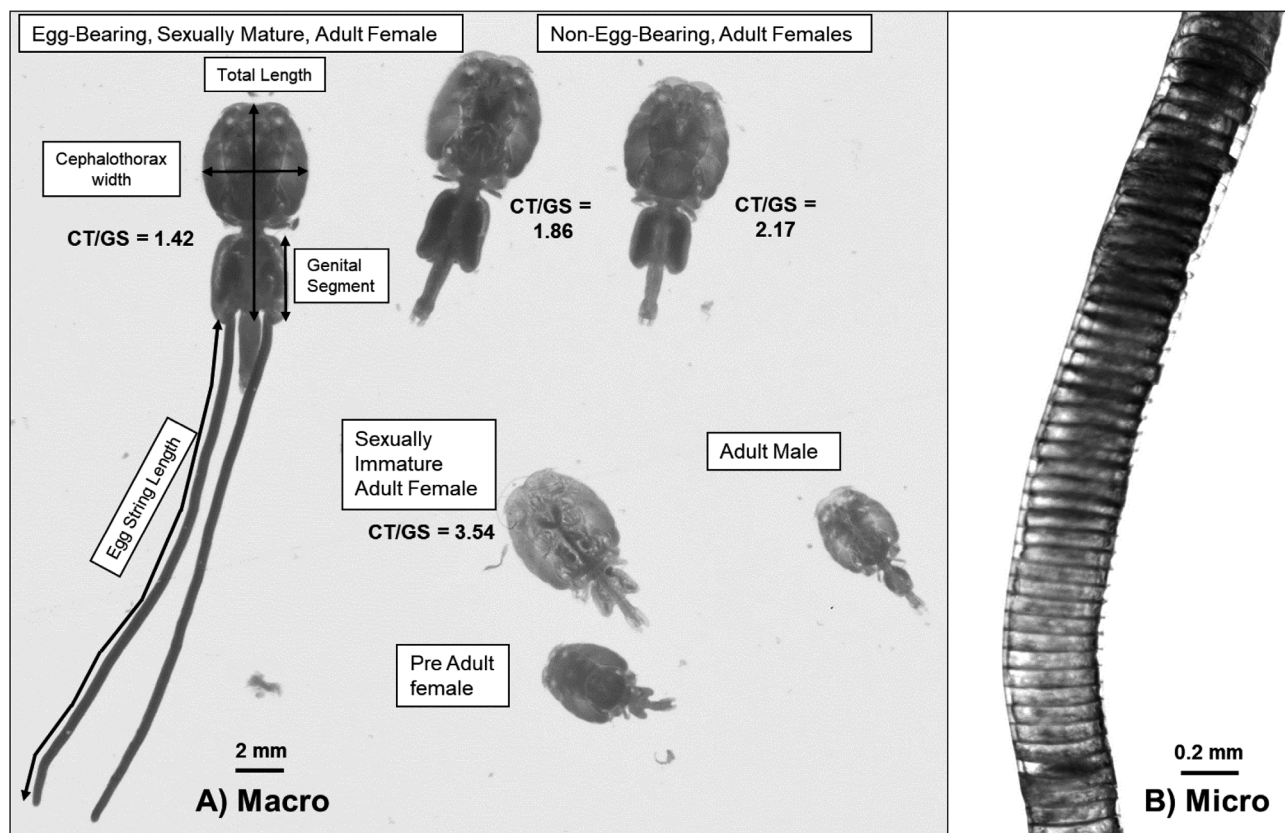 Egg-Bearing, Sexually Mature, Adult Female
Non-Egg-Bearing, Adult Females
Total Length
Cephalothorax
width
CT/GS = 1.42
Genital
Segment
CT/GS =
1.86
CT/GS =
2.17
Egg String Length
Sexually
Immature
Adult Female
CT/GS = 3.54
Adult Male
Pre Adult
female
2 mm
A) Macro
0.2 mm
B) Micro